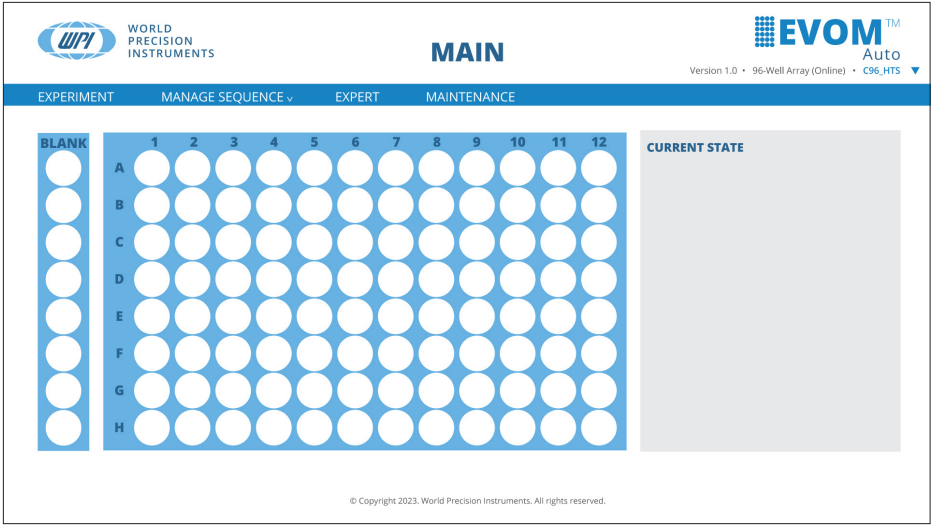 WPI
WORLD
PRECISION
INSTRUMENTS
MAIN
EVOM™
Auto
Version 1.0 • 96-Well Array (Online) • C96_HTS ▼
EXPERIMENT MANAGE SEQUENCE v EXPERT MAINTENANCE
BLANK 1 2 3 4 5 6 7 8 9 10 11 12
A
B
C
D
E
F
G
H
CURRENT STATE
© Copyright 2023. World Precision Instruments. All rights reserved.